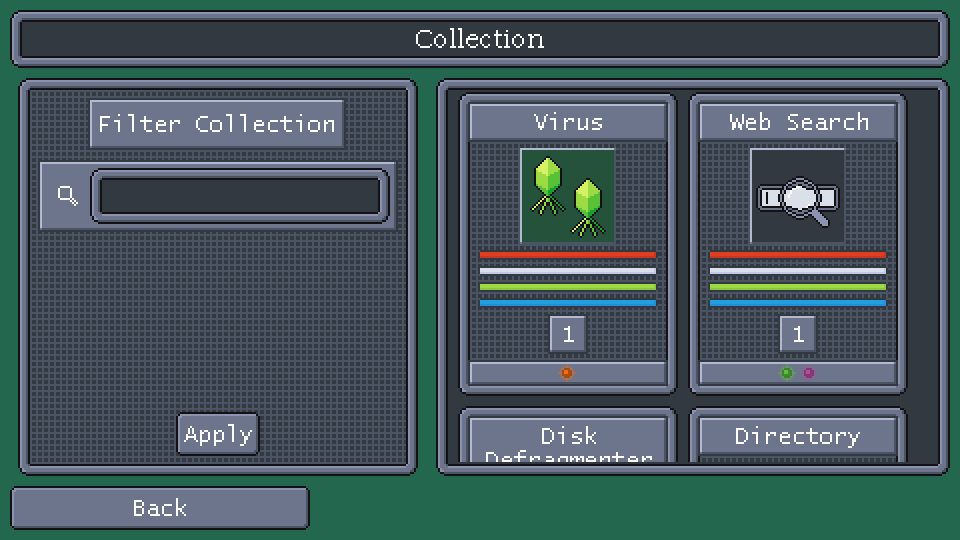 Collection
Filter Collection
Apply
Virus
1
Web Search
1
Disk
Defragmenter
Directory
Back